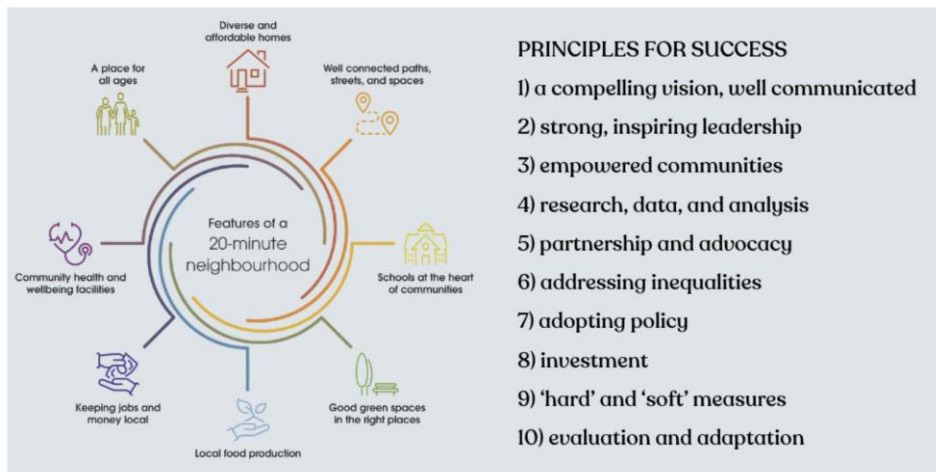 Diverse and
affordable homes
A place for
all ages
Well connected paths,
streets, and spaces
Features of a
20-minute
neighbourhood
Community health and
wellbeing facilities
Schools at the heart
of communities
Keeping jobs and
money local
Good green spaces
in the right places
Local food production
PRINCIPLES FOR SUCCESS
1) a compelling vision, well communicated
2) strong, inspiring leadership
3) empowered communities
4) research, data, and analysis
5) partnership and advocacy
6) addressing inequalities
7) adopting policy
8) investment
9) ‘hard’ and ‘soft’ measures
10) evaluation and adaptation